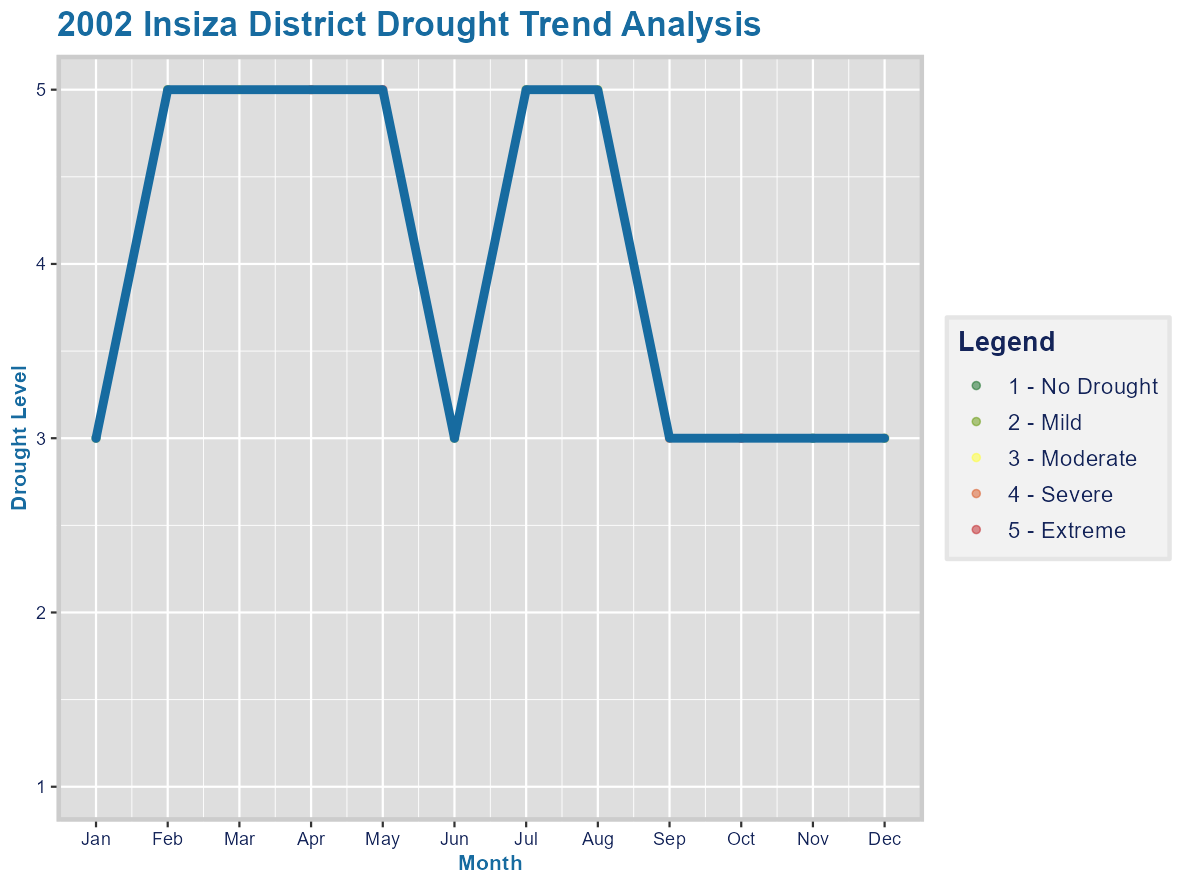 2002 Insiza District Drought Trend Analysis
Drought Level
5
4
3
2
1
Jan Feb Mar Apr May Jun Jul Aug Sep Oct Nov Dec
Month
Legend
1 - No Drought
2 - Mild
3 - Moderate
4 - Severe
5 - Extreme